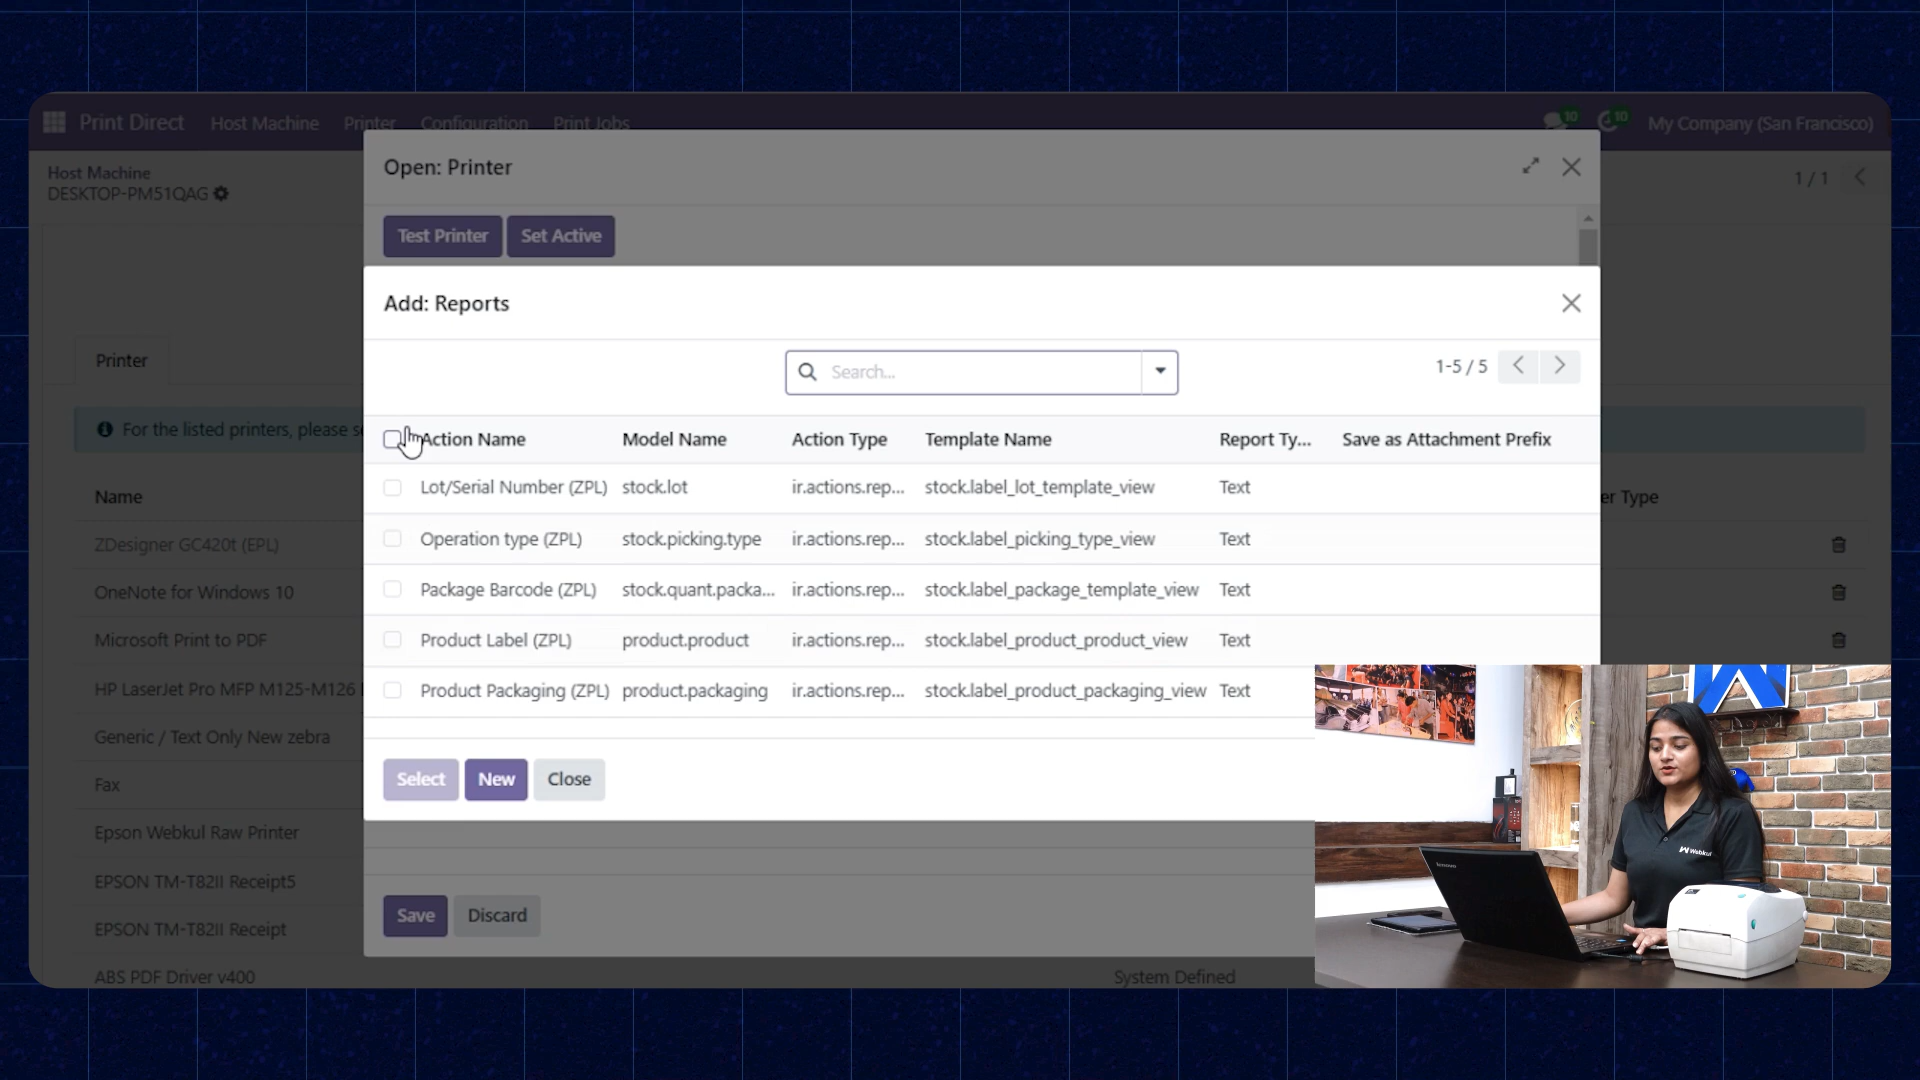 Print Direct Host Machine Printer Configuration Print Jobs 10 10 My Company (San Francisco)
Host Machine
DESKTOP-PM51QAG
1 / 1
Open: Printer
Test Printer Set Active
Add: Reports
Search...
1-5 / 5
Printer
For the listed printers, please s
Action Name Model Name Action Type Template Name Report Ty... Save as Attachment Prefix
Lot/Serial Number (ZPL) stock.lot ir.actions.rep... stock.label_lot_template_view Text
Operation type (ZPL) stock.picking.type ir.actions.rep... stock.label_picking_type_view Text
Package Barcode (ZPL) stock.quant.packa... ir.actions.rep... stock.label_package_template_view Text
Product Label (ZPL) product.product ir.actions.rep... stock.label_product_product_view Text
Product Packaging (ZPL) product.packaging ir.actions.rep... stock.label_product_packaging_view Text
Select New Close
Save Discard
Name
er Type
ZDesigner GC420t (EPL)
OneNote for Windows 10
Microsoft Print to PDF
HP LaserJet Pro MFP M125-M126
Generic / Text Only New zebra
Fax
Epson Webkul Raw Printer
EPSON TM-T82II Receipt5
EPSON TM-T82II Receipt
ABS PDF Driver v400 System Defined
Webkul
lenovo